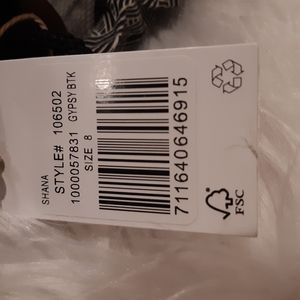 SHANA
STYLE# 106502
1000057831 GYPSY BTK
SIZE 8
711640646915
FSC